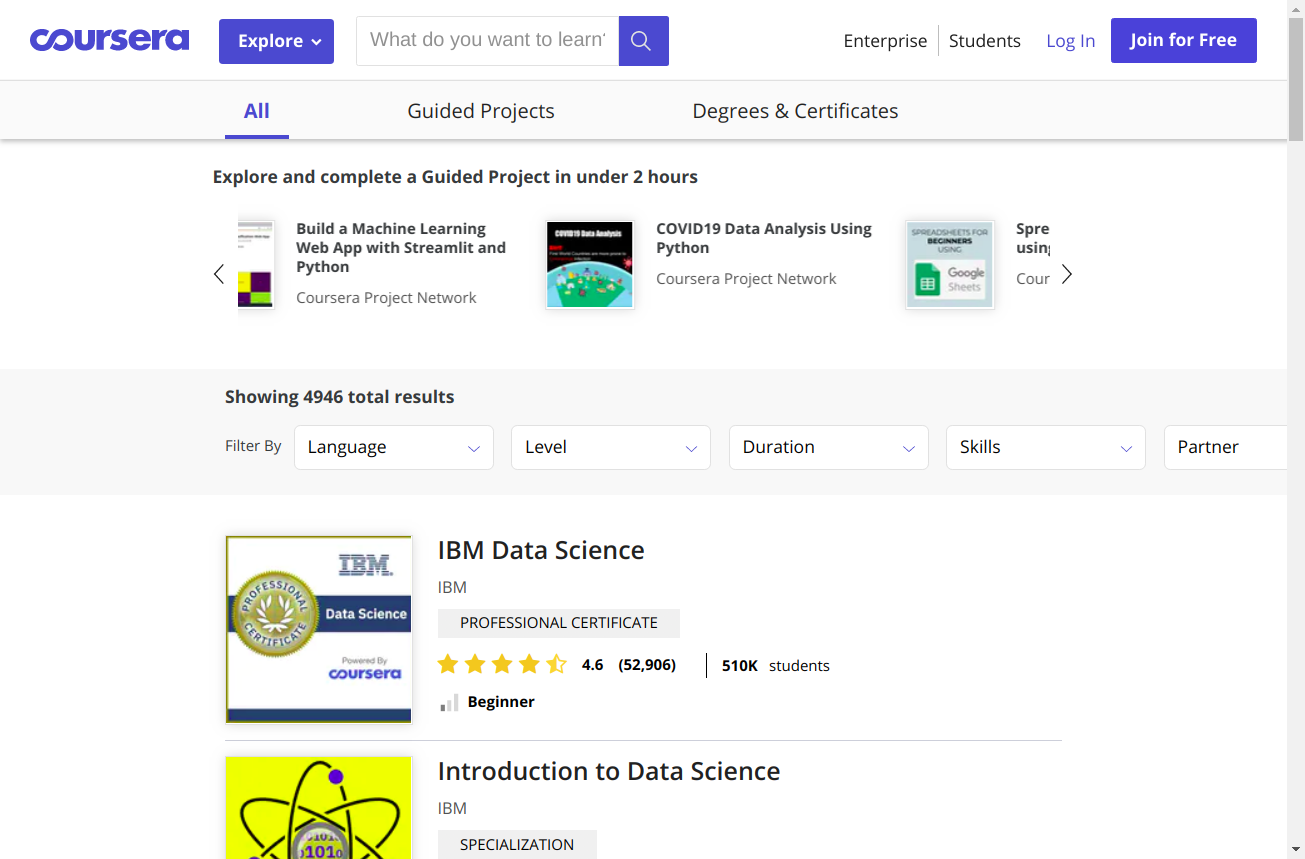 coursera
Explore
What do you want to learn?
Enterprise
Students
Log In
Join for Free
All
Guided Projects
Degrees & Certificates
Explore and complete a Guided Project in under 2 hours
Build a Machine Learning
Web App with Streamlit and
Python
Coursera Project Network
COVID19 Data Analysis
COVID19 Data Analysis Using
Python
Coursera Project Network
SPREADSHEETS FOR
BEGINNERS
USING
Google
Sheets
Spre
using
Cour
Showing 4946 total results
Filter By
Language
Level
Duration
Skills
Partner
IBM
PROFESSIONAL
CERTIFICATE
Data Science
Powered By
coursera
IBM Data Science
IBM
PROFESSIONAL CERTIFICATE
4.6 (52,906)
510K students
Beginner
Introduction to Data Science
IBM
SPECIALIZATION